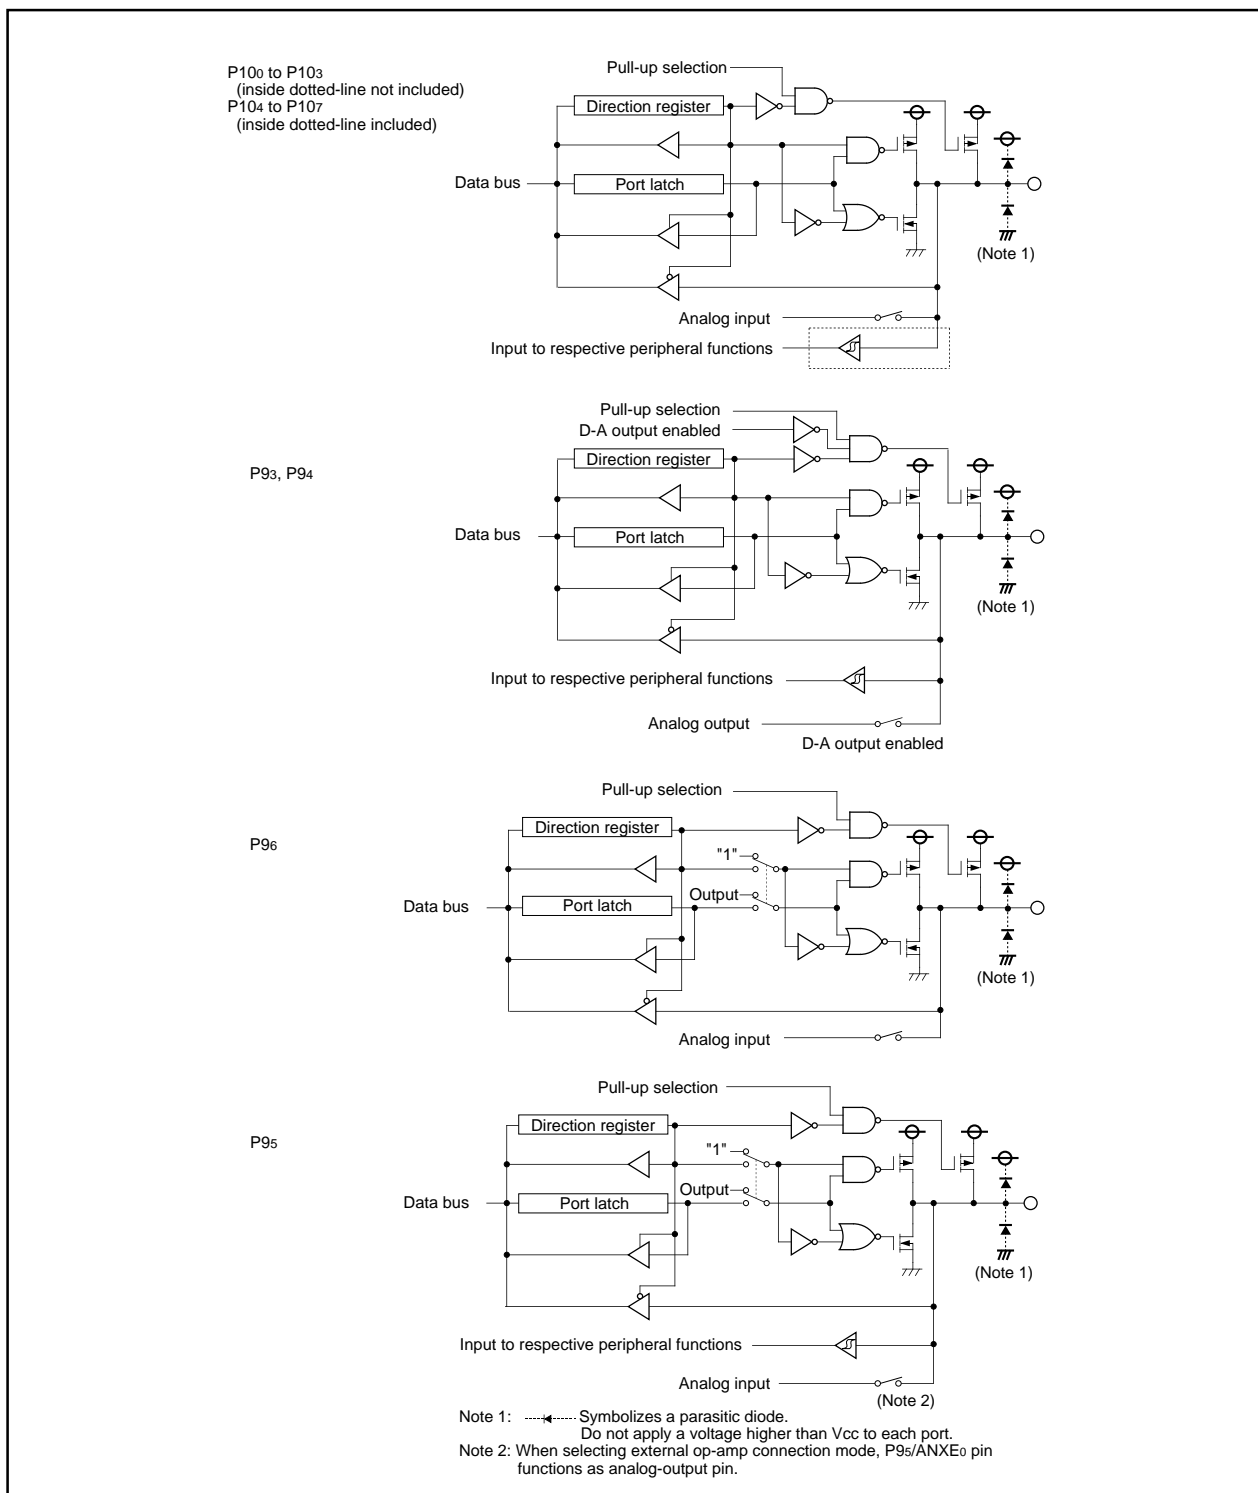 P100 to P103
(inside dotted-line not included)
P104 to P107
(inside dotted-line included)
Pull-up selection
Direction register
Data bus
Port latch
(Note 1)
Analog input
Input to respective peripheral functions
P93, P94
Pull-up selection
D-A output enabled
Direction register
Data bus
Port latch
(Note 1)
Input to respective peripheral functions
Analog output
D-A output enabled
P96
Pull-up selection
Direction register
"1"
Output
Data bus
Port latch
(Note 1)
Analog input
P95
Pull-up selection
Direction register
"1"
Output
Data bus
Port latch
(Note 1)
Input to respective peripheral functions
Analog input
(Note 2)
Note 1: Symbolizes a parasitic diode.
Do not apply a voltage higher than Vcc to each port.
Note 2: When selecting external op-amp connection mode, P95/ANXE0 pin
functions as analog-output pin.